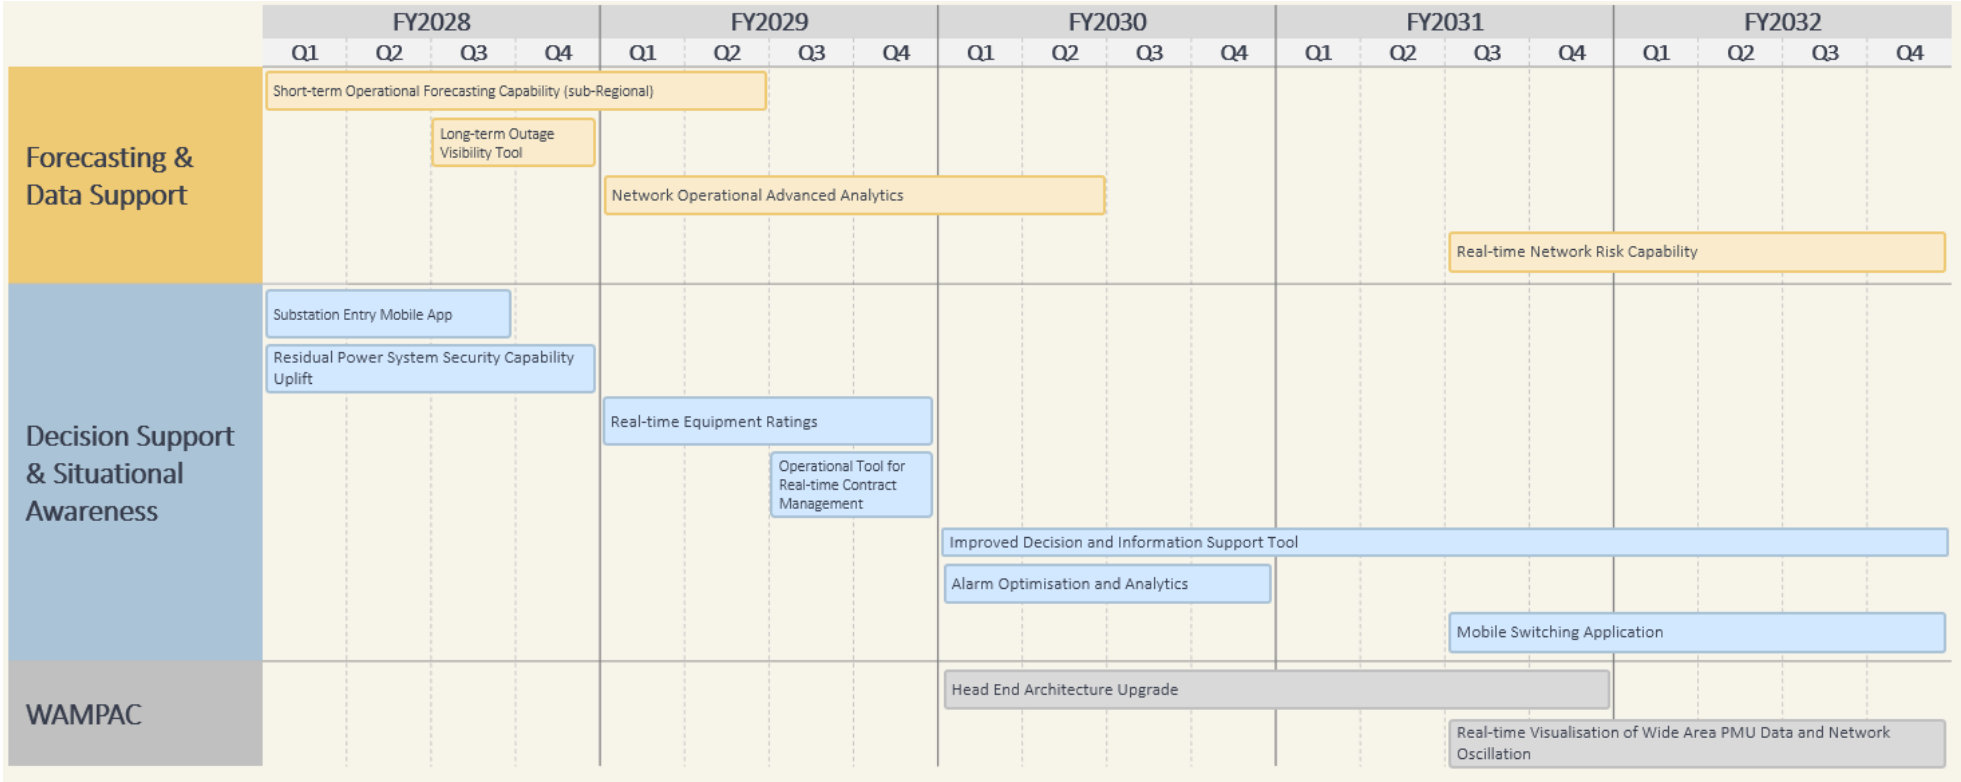 FY2028 FY2029 FY2030 FY2031 FY2032
Q1 Q2 Q3 Q4 Q1 Q2 Q3 Q4 Q1 Q2 Q3 Q4 Q1 Q2 Q3 Q4 Q1 Q2 Q3 Q4
Forecasting &
Data Support
Short-term Operational Forecasting Capability (sub-Regional)
Long-term Outage
Visibility Tool
Network Operational Advanced Analytics
Real-time Network Risk Capability
Decision Support
& Situational
Awareness
Substation Entry Mobile App
Residual Power System Security Capability
Uplift
Real-time Equipment Ratings
Operational Tool for
Real-time Contract
Management
Improved Decision and Information Support Tool
Alarm Optimisation and Analytics
Mobile Switching Application
WAMPAC
Head End Architecture Upgrade
Real-time Visualisation of Wide Area PMU Data and Network
Oscillation